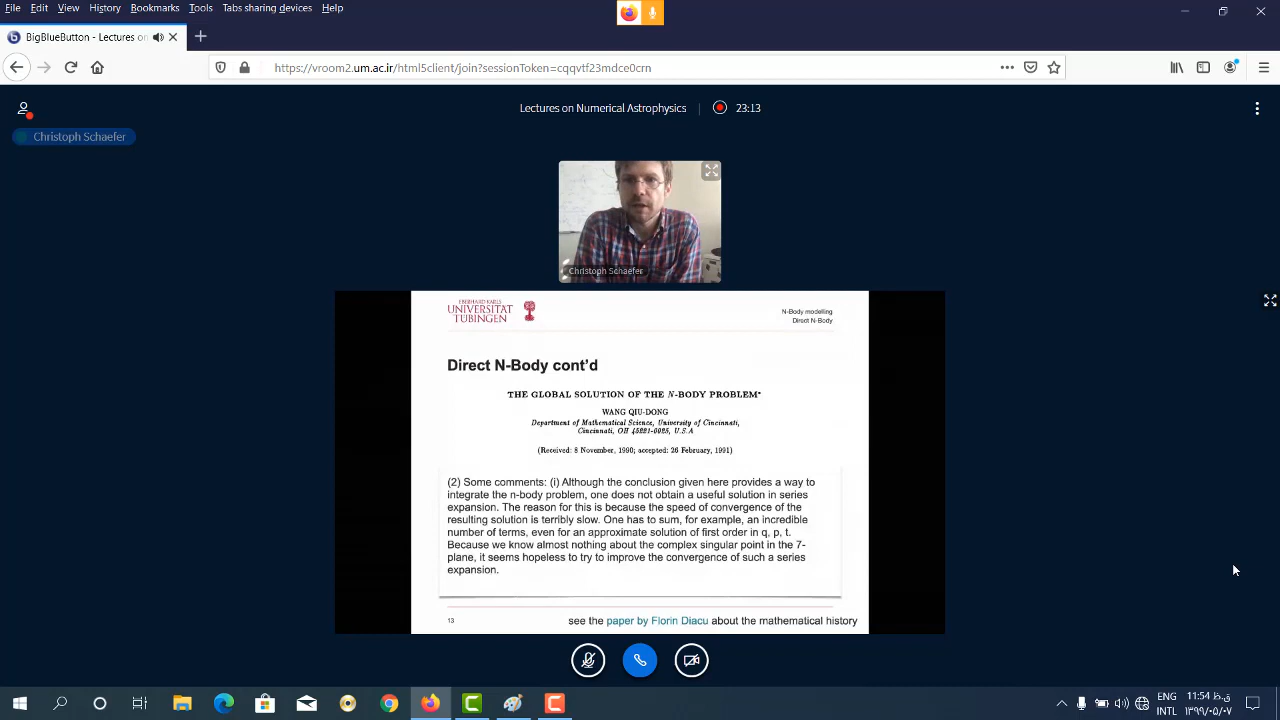 File Edit View History Bookmarks Tools Tab sharing devices Help
BigBlueButton - Lectures o
https://vroom2.um.ac.ir/html5client/join?sessionToken=cqqvtf23mdce0crn
Lectures on Numerical Astrophysics 23:13
Christoph Schaefer
Christoph Schaefer
EBERHARD KARLS
UNIVERSITAT
TUBINGEN
N-Body modelling
Direct N-Body
Direct N-Body cont'd
THE GLOBAL SOLUTION OF THE N-BODY PROBLEM*
WANG QIU-DONG
Department of Mathematical Science, University of Cincinnati,
Cincinnati, OH 45221-0025, U.S.A
(Received: 8 November, 1990; accepted: 26 February, 1991)
(2) Some comments: (i) Although the conclusion given here provides a way to
integrate the n-body problem, one does not obtain a useful solution in series
expansion. The reason for this is because the speed of convergence of the
resulting solution is terribly slow. One has to sum, for example, an incredible
number of terms, even for an approximate solution of first order in q, p, t.
Because we know almost nothing about the complex singular point in the 7-
plane, it seems hopeless to try to improve the convergence of such a series
expansion.
13
see the paper by Florin Diacu about the mathematical history
ENG
INTL
11:54 ق.ظ
۱۳۹۹/۰۵/۰۷